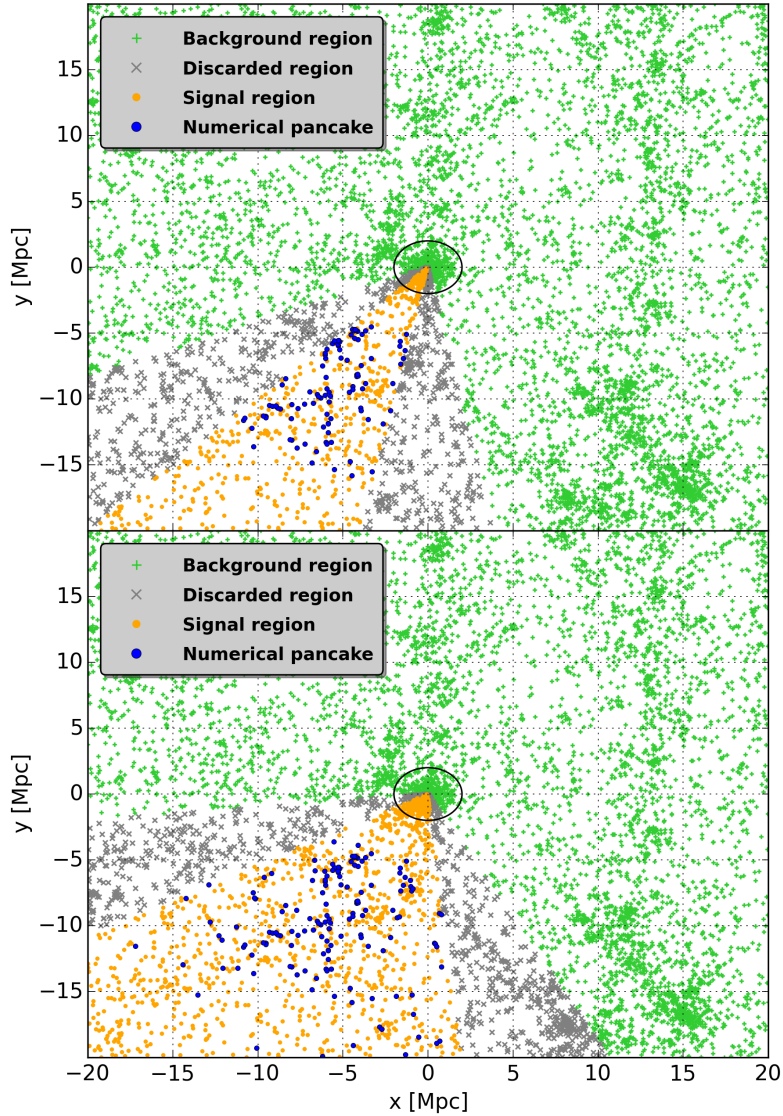 Background region
Discarded region
Signal region
Numerical pancake
15
10
5
0
−5
−10
−15
y [Mpc]
Background region
Discarded region
Signal region
Numerical pancake
15
10
5
0
−5
−10
−15
y [Mpc]
−20 −15 −10 −5 0 5 10 15 20
x [Mpc]